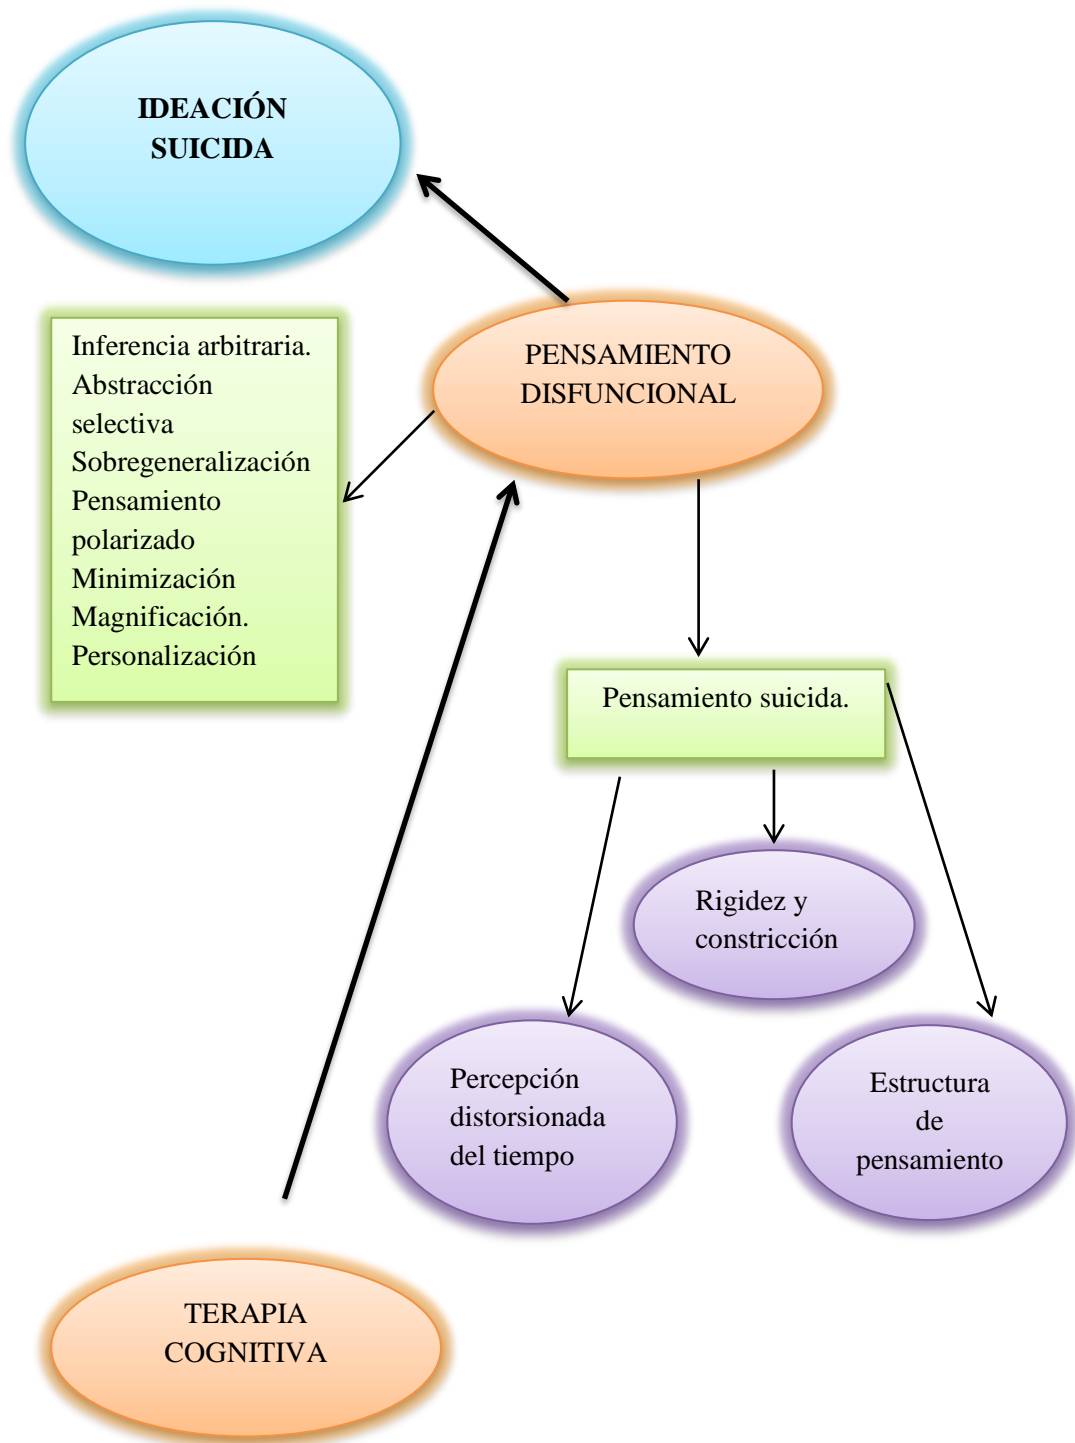 IDEACIÓN
SUICIDA
PENSAMIENTO
DISFUNCIONAL
Inferencia arbitraria.
Abstracción
selectiva
Sobregeneralización
Pensamiento
polarizado
Minimización
Magnificación.
Personalización
Pensamiento suicida.
Rigidez y
constricción
Percepción
distorsionada
del tiempo
Estructura
de
pensamiento
TERAPIA
COGNITIVA